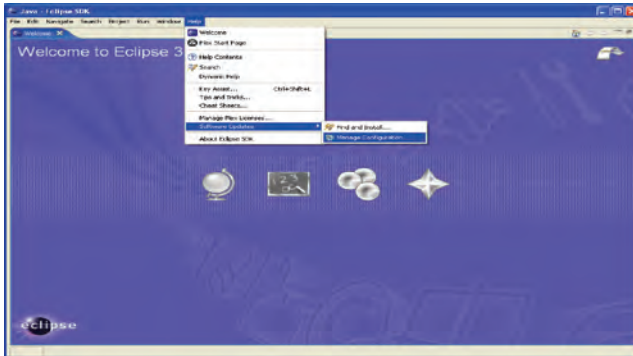 Java - Eclipse SDK
File Edit Navigate Search Project Run Window Help
Welcome
Welcome to Eclipse 3
Welcome
Flex Start Page
Help Contents
Search
Dynamic Help
Key Assist... Ctrl+Shift+L
Tips and Tricks...
Cheat Sheets...
Manage Flex Licenses...
Software Updates
Find and Install...
Manage Configuration...
About Eclipse SDK
eclipse